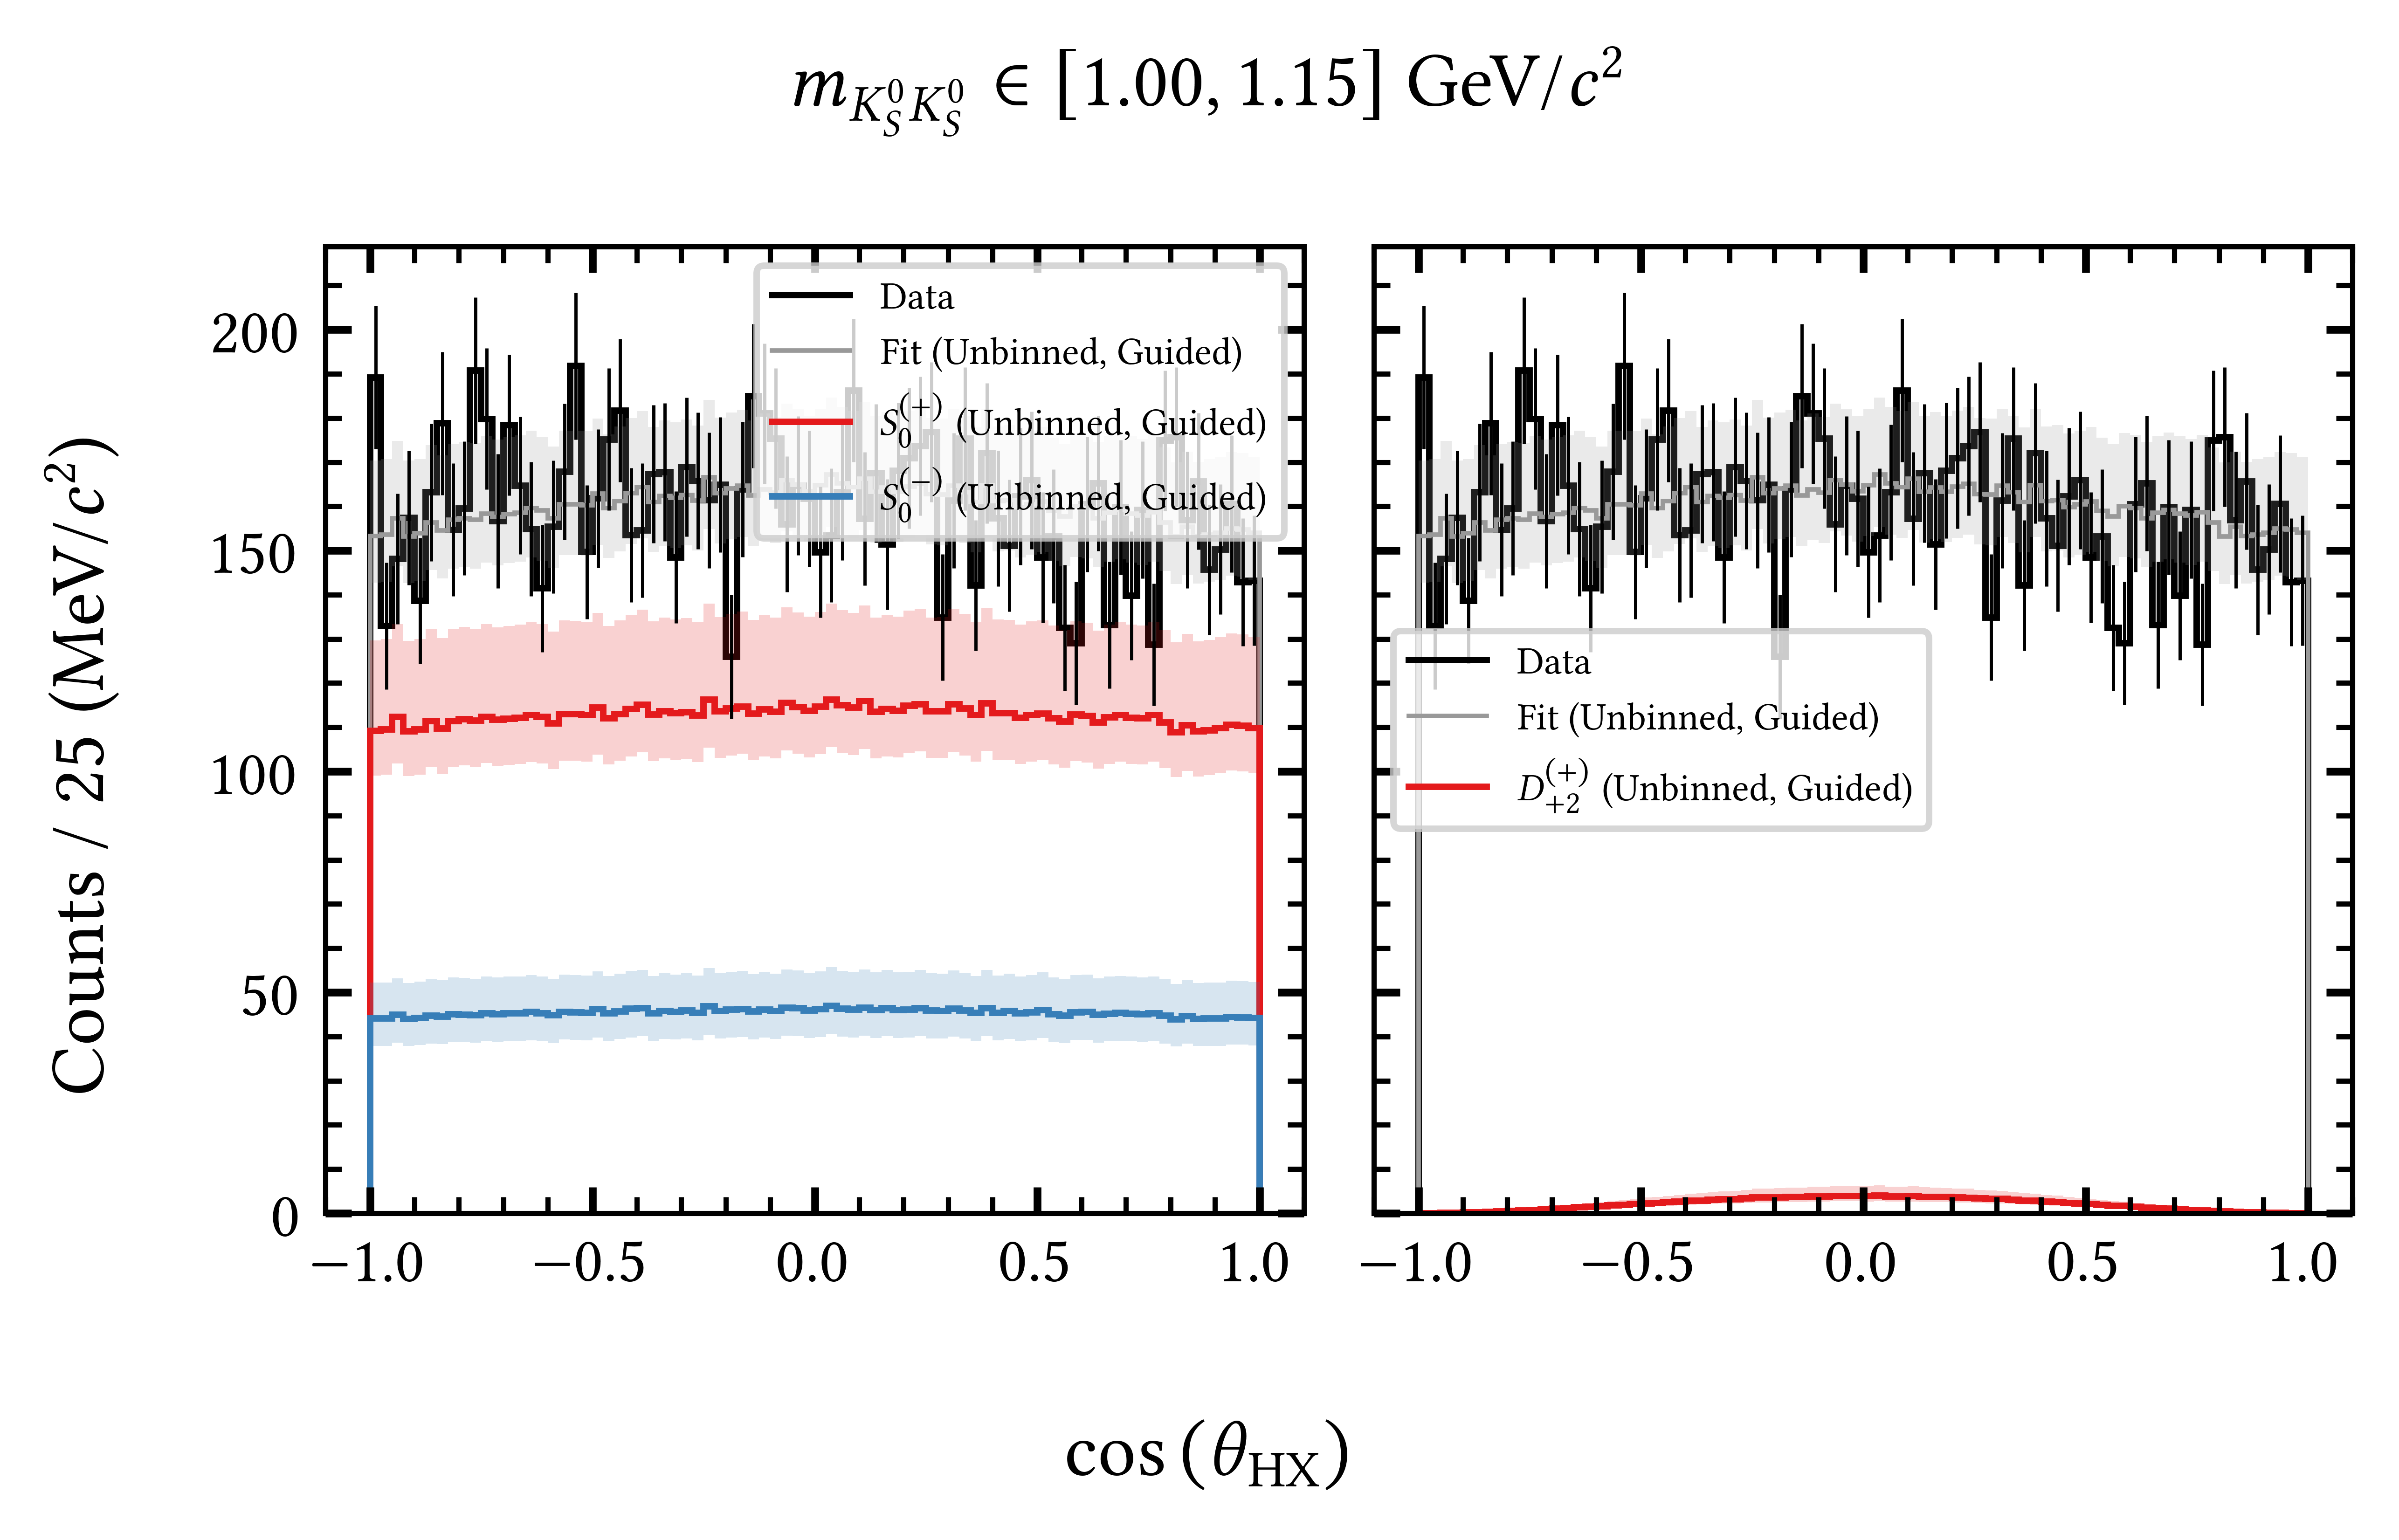 m_{K_S^0 K_S^0} ∈ [1.00, 1.15] GeV/c²
Counts / 25 (MeV/c²)
200
150
100
50
0
Data
Fit (Unbinned, Guided)
S_0^{(+)} (Unbinned, Guided)
S_0^{(−)} (Unbinned, Guided)
−1.0 −0.5 0.0 0.5 1.0
Data
Fit (Unbinned, Guided)
D_{+2}^{(+)} (Unbinned, Guided)
−1.0 −0.5 0.0 0.5 1.0
cos (θ_{HX})